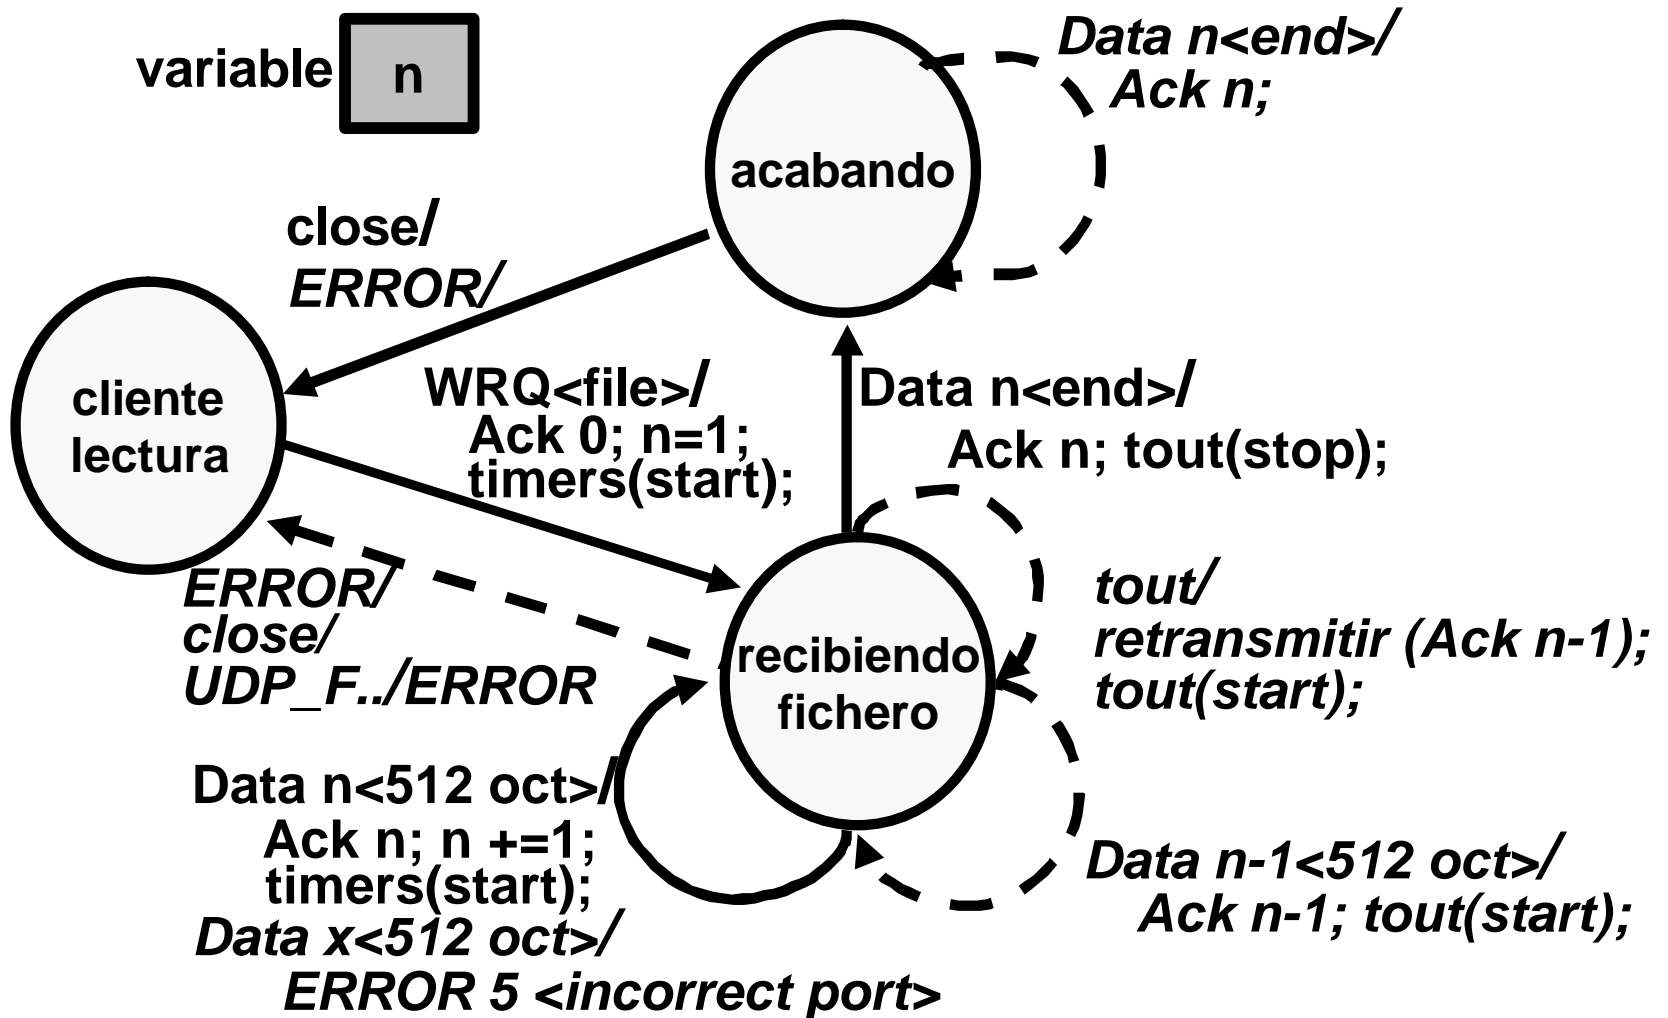 variable n
Data n<end>/
Ack n;
acabando
close/
ERROR/
cliente
lectura
WRQ<file>/
Ack 0; n=1;
timers(start);
Data n<end>/
Ack n; tout(stop);
ERROR/
close/
UDP_F../ERROR
recibiendo
fichero
tout/
retransmitir (Ack n-1);
tout(start);
Data n<512 oct>/
Ack n; n +=1;
timers(start);
Data x<512 oct>/
ERROR 5 <incorrect port>
Data n-1<512 oct>/
Ack n-1; tout(start);